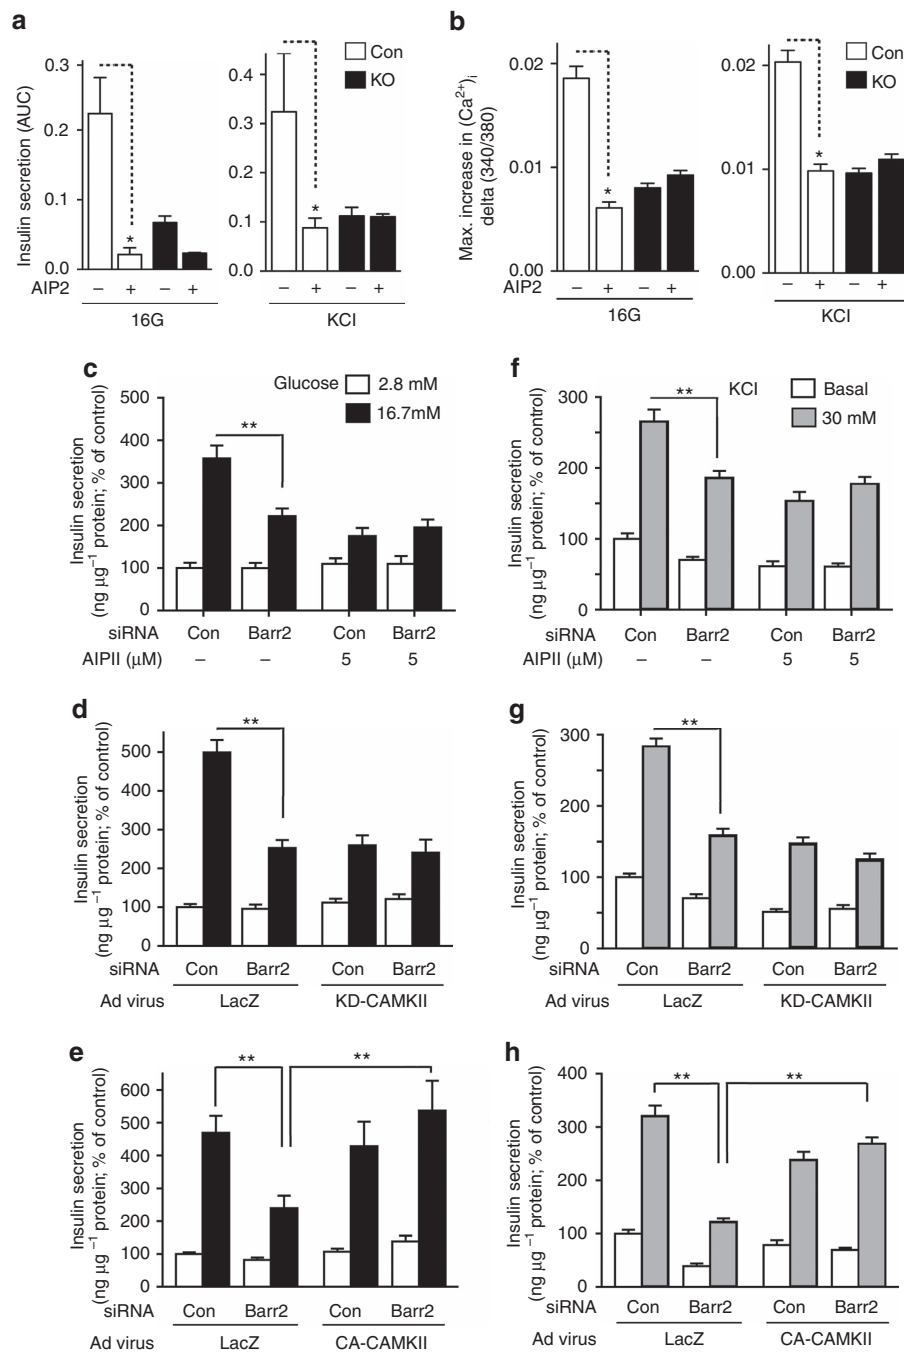 a
Insulin secretion (AUC)
0.3
0.2
0.1
0.0
*
AIP2
– + – +
16G
0.4
0.3
0.2
0.1
0.0
Con
KO
*
– + – +
KCl
b
Max. increase in (Ca²⁺)ᵢ
delta (340/380)
0.02
0.01
0.00
*
AIP2
– + – +
16G
0.02
0.01
0.00
Con
KO
*
– + – +
KCl
c
Insulin secretion
(ng μg⁻¹ protein; % of control)
500
400
300
200
100
0
Glucose
2.8 mM
16.7mM
**
siRNA Con Barr2 Con Barr2
AIPII (μM) – – 5 5
f
Insulin secretion
(ng μg⁻¹ protein; % of control)
300
200
100
0
KCl
Basal
30 mM
**
siRNA Con Barr2 Con Barr2
AIPII (μM) – – 5 5
d
Insulin secretion
(ng μg⁻¹ protein; % of control)
500
400
300
200
100
0
**
siRNA Con Barr2 Con Barr2
Ad virus LacZ KD-CAMKII
g
Insulin secretion
(ng μg⁻¹ protein; % of control)
300
200
100
0
**
siRNA Con Barr2 Con Barr2
Ad virus LacZ KD-CAMKII
e
Insulin secretion
(ng μg⁻¹ protein; % of control)
600
500
400
300
200
100
0
** **
siRNA Con Barr2 Con Barr2
Ad virus LacZ CA-CAMKII
h
Insulin secretion
(ng μg⁻¹ protein; % of control)
400
300
200
100
0
** **
siRNA Con Barr2 Con Barr2
Ad virus LacZ CA-CAMKII